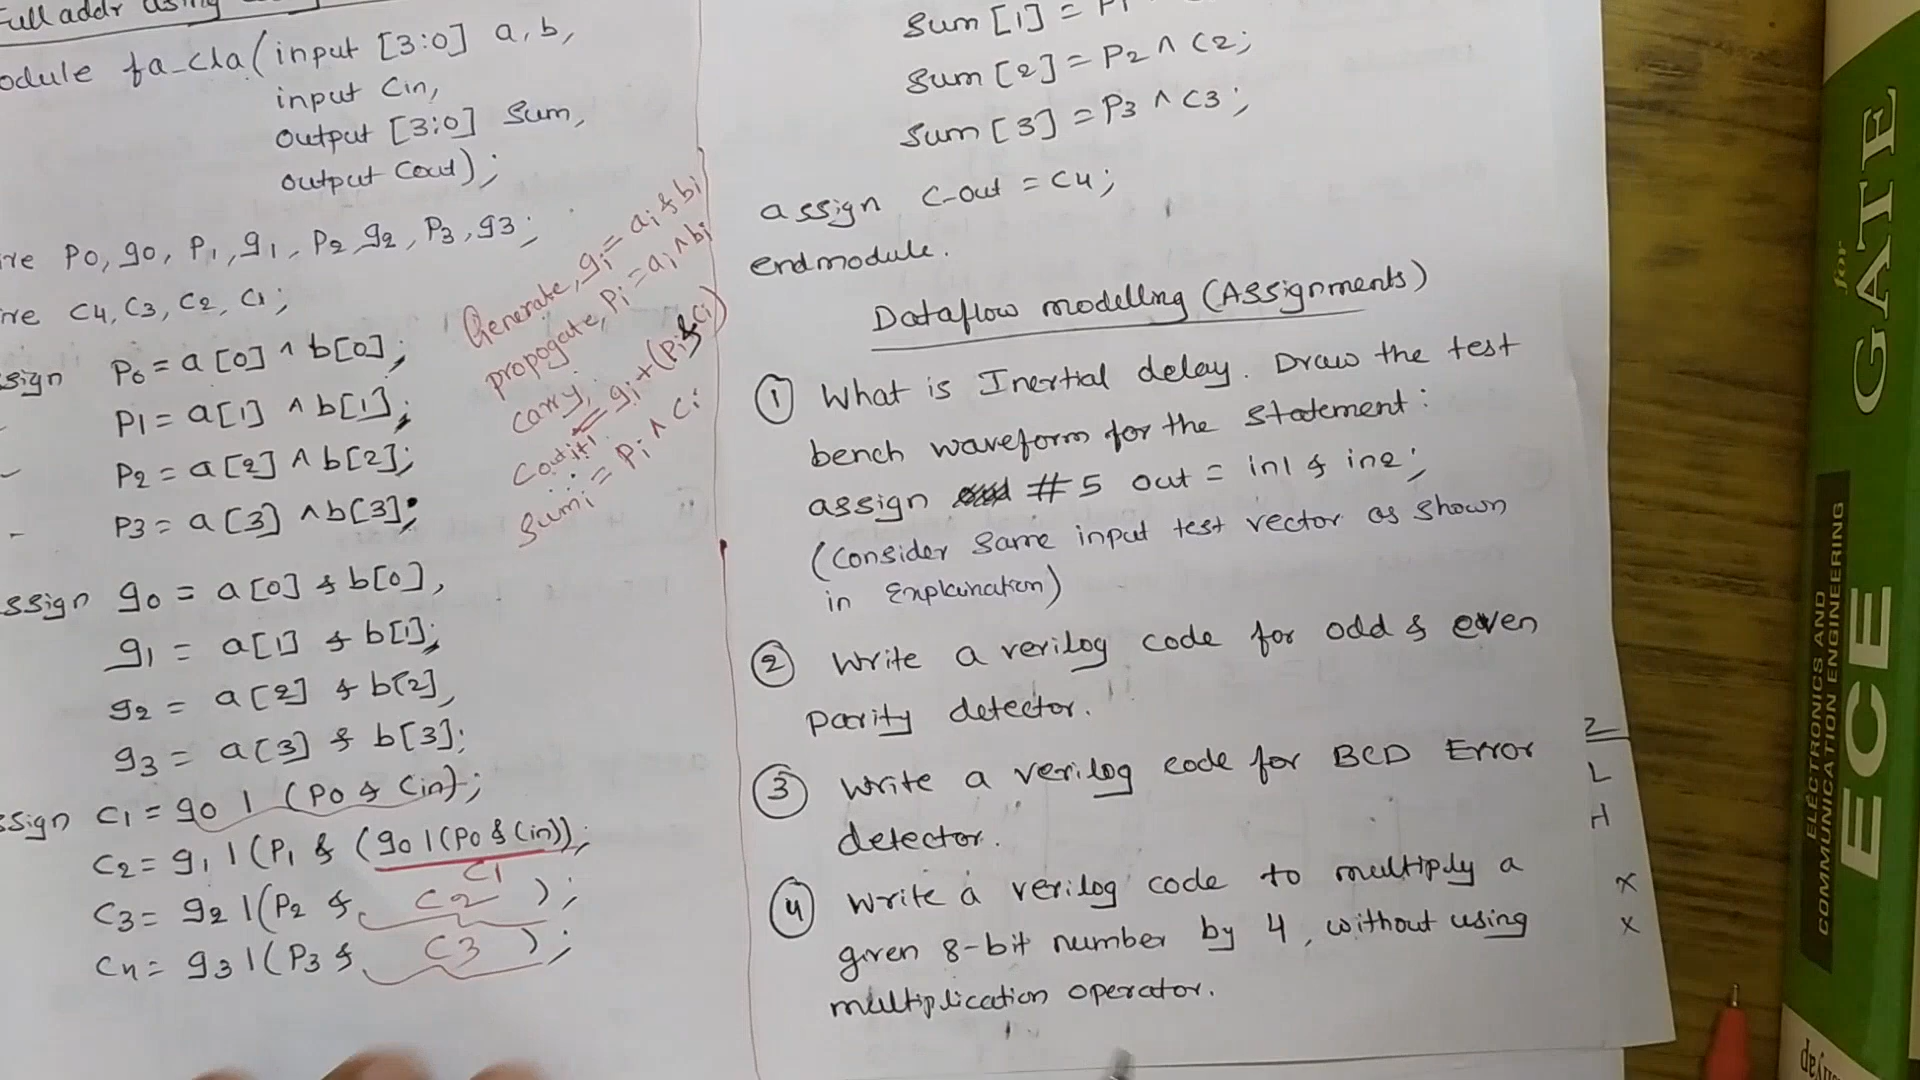 Full addr using
module fa_cla(input [3:0] a, b,
input Cin,
output [3:0] Sum,
output Cout);
P0, g0, P1, g1, P2 g2, P3, g3;
C4, C3, C2, C1;
P0 = a[0] ^ b[0];
P1 = a[1] ^ b[1];
P2 = a[2] ^ b[2];
P3 = a[3] ^ b[3];
assign g0 = a[0] & b[0],
g1 = a[1] & b[1];
g2 = a[2] & b[2],
g3 = a[3] & b[3];
assign C1 = g0 | (P0 & Cin);
C2 = g1 | (P1 & (g0 | (P0 & Cin));
C1
C3 = g2 | (P2 & C2 );
C4 = g3 | (P3 & C3 );
Generate, gi = ai & bi
propogate, Pi = ai ^ bi
carry,
Couti+1 = gi + (Pi & Ci)
Sumi = Pi ^ Ci
Sum [1] = P1
Sum [2] = P2 ^ C2;
Sum [3] = P3 ^ C3;
assign C-out = C4;
endmodule.
Dataflow modelling (Assignments)
① What is Inertial delay. Draw the test
bench waveform for the statement:
assign #5 out = in1 & in2;
(Consider same input test vector as shown
in Explaination)
② Write a verilog code for odd & even
parity detector.
③ Write a verilog code for BCD Error
detector.
④ Write a verilog code to multiply a
given 8-bit number by 4, without using
multiplication operator.
Z
L
H
x
x
for GATE
ELECTRONICS AND
COMMUNICATION ENGINEERING
ECE